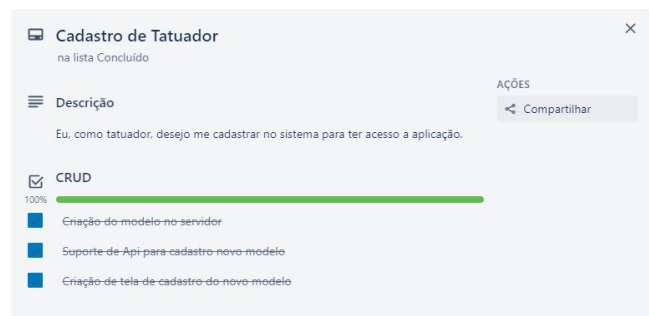 Cadastro de Tatuador
na lista Concluído
AÇÕES
Compartilhar
Descrição
Eu, como tatuador, desejo me cadastrar no sistema para ter acesso a aplicação.
CRUD
100%
Criação do modelo no servidor
Suporte de Api para cadastro novo modelo
Criação de tela de cadastro do novo modelo